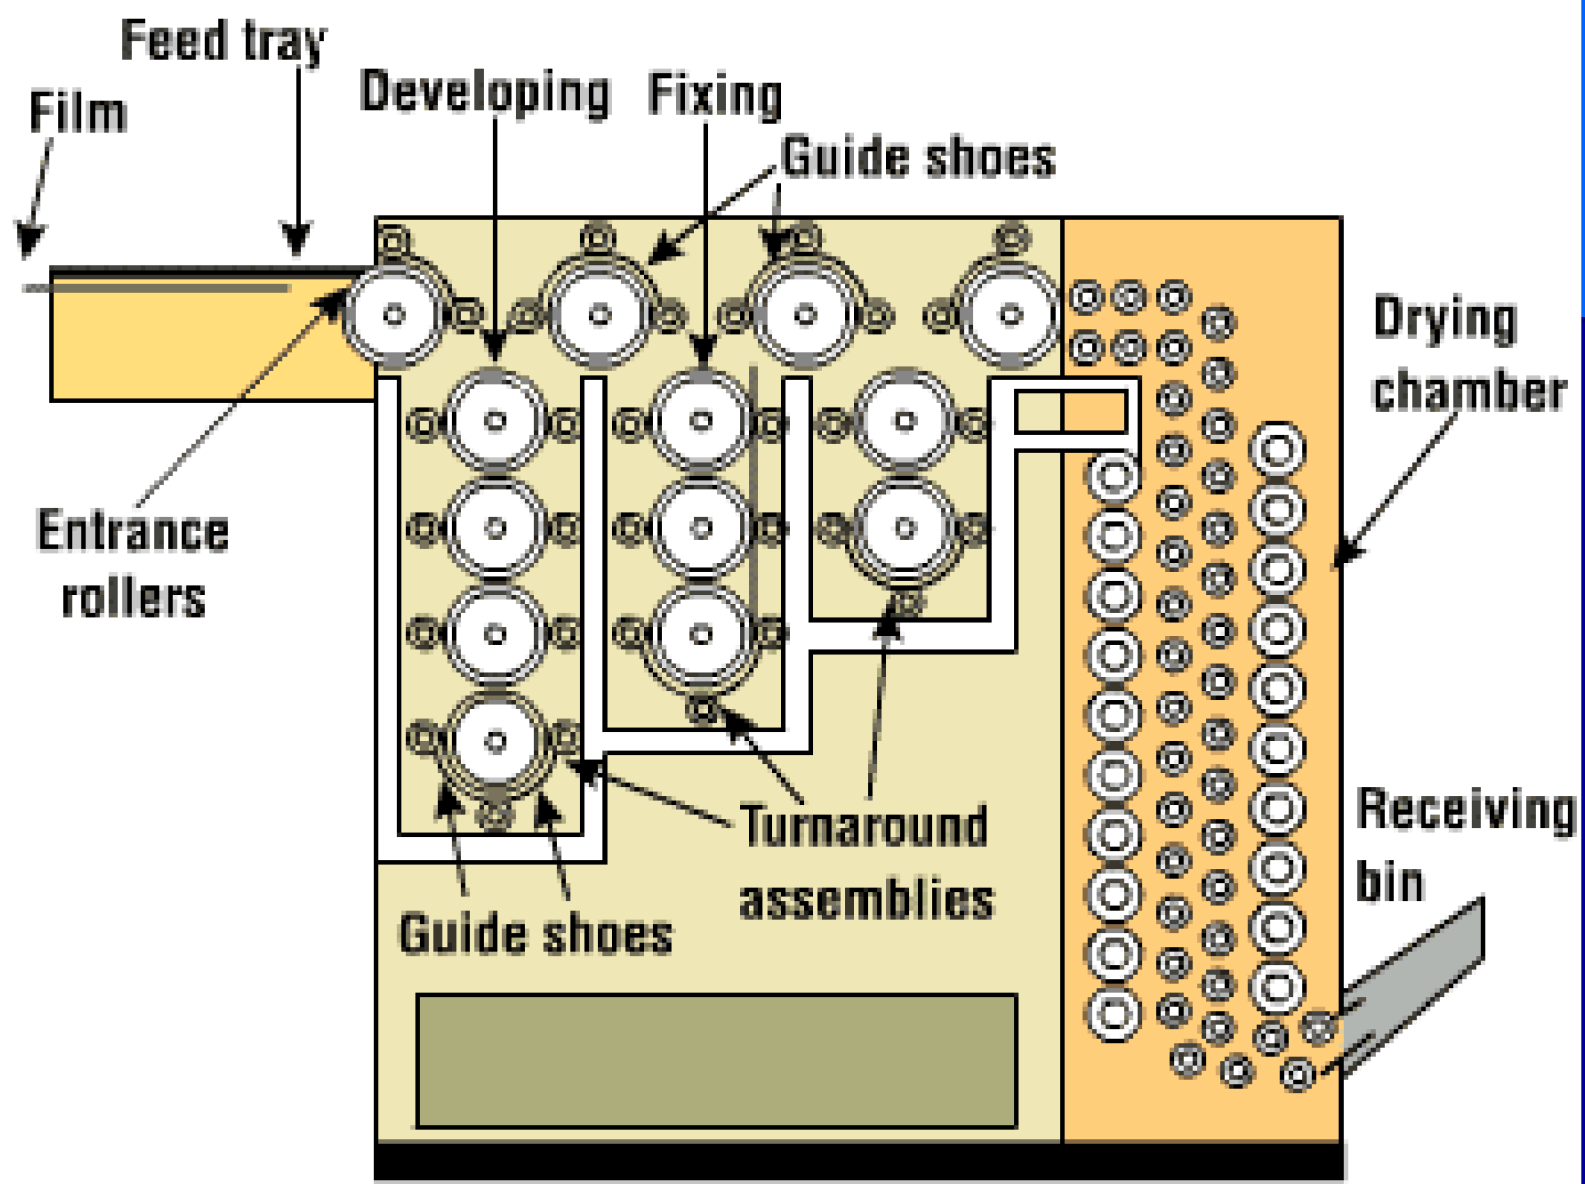 Feed tray
Film
Developing
Fixing
Guide shoes
Drying
chamber
Entrance
rollers
Turnaround
assemblies
Receiving
bin
Guide shoes